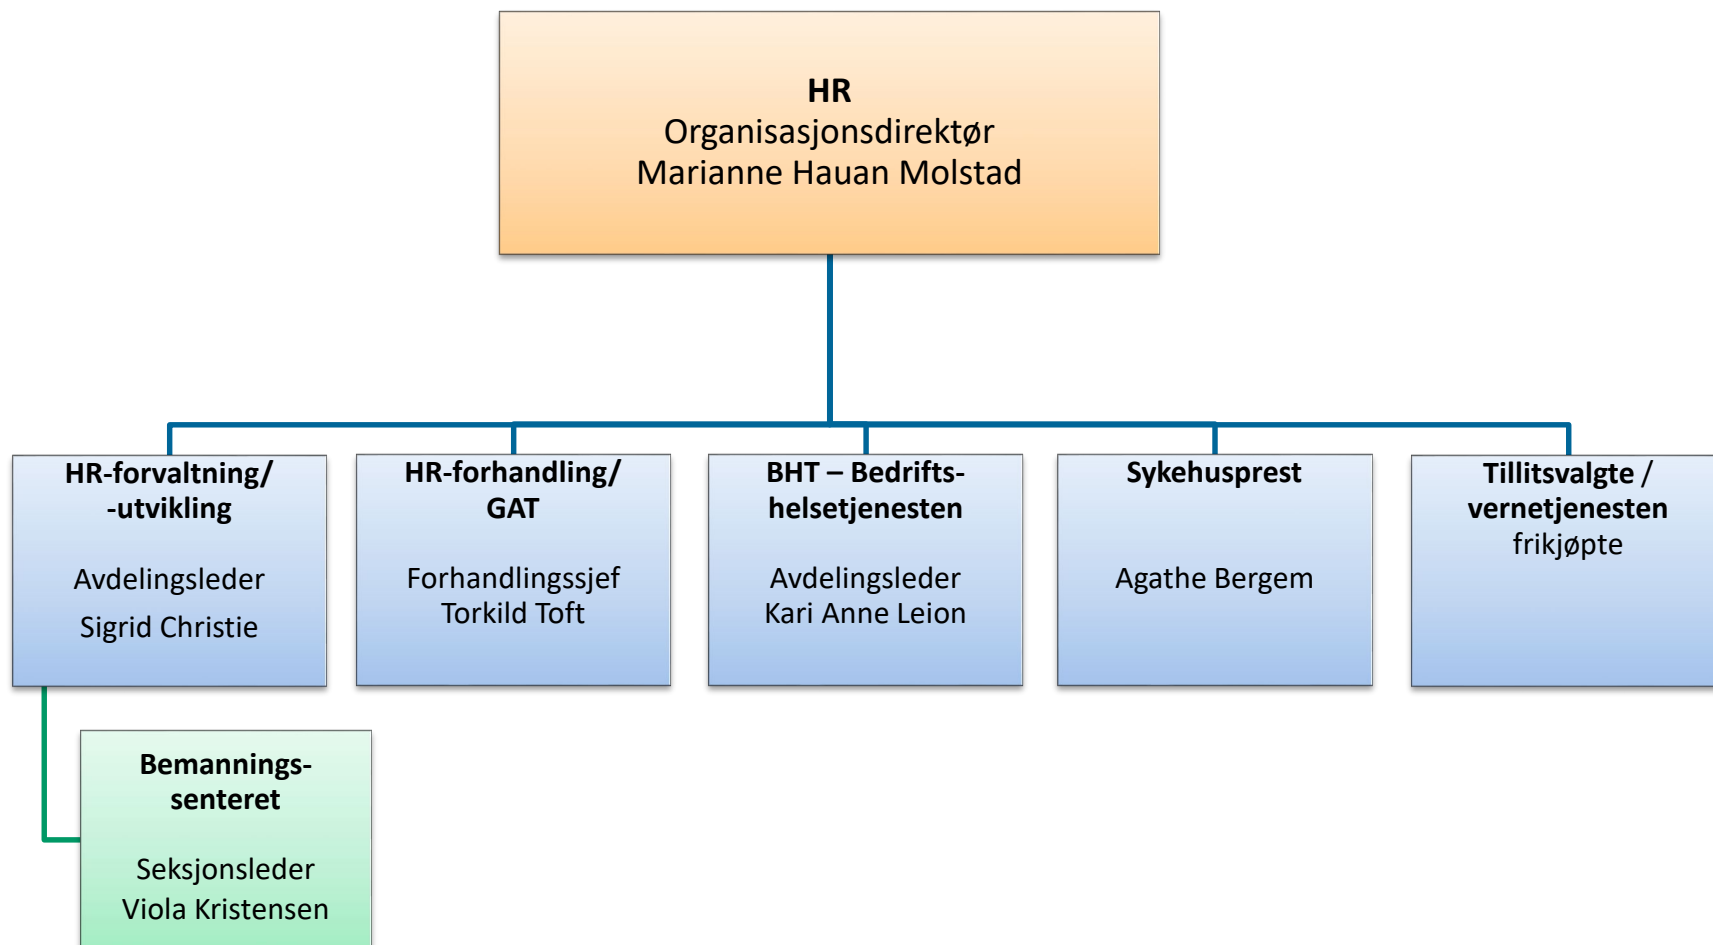 HR
Organisasjonsdirektør
Marianne Hauan Molstad
HR-forvaltning/
-utvikling
Avdelingsleder
Sigrid Christie
HR-forhandling/
GAT
Forhandlingssjef
Torkild Toft
BHT – Bedrifts-
helsetjenesten
Avdelingsleder
Kari Anne Leion
Sykehusprest
Agathe Bergem
Tillitsvalgte /
vernetjenesten
frikjøpte
Bemannings-
senteret
Seksjonsleder
Viola Kristensen